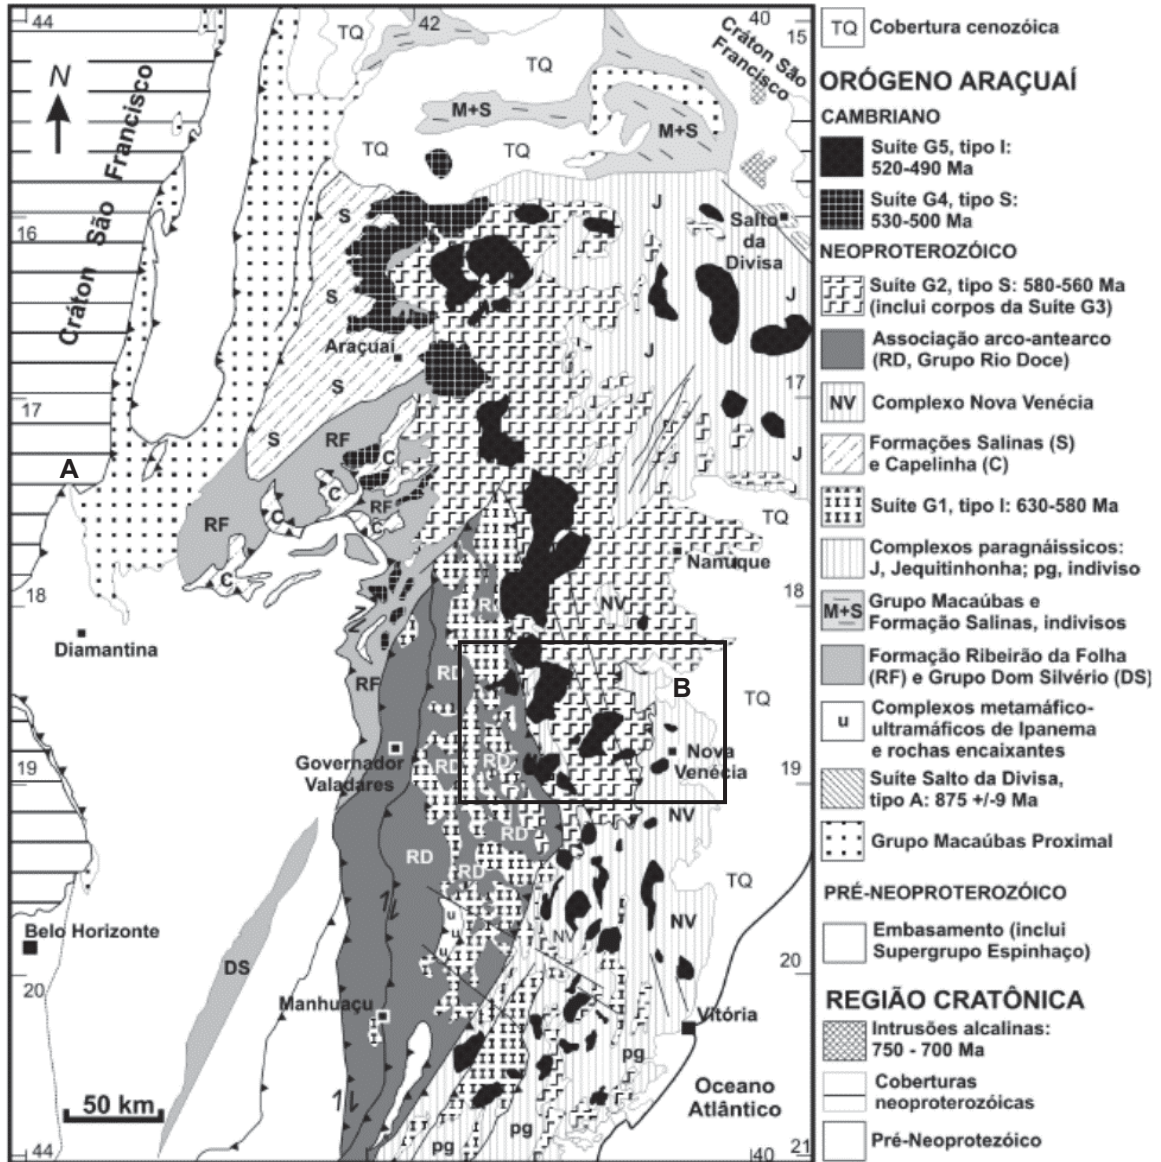 44
42
40
15
TQ
TQ
Cráton São
Francisco
N
Cráton São Francisco
M+S
M+S
TQ
TQ
S
J
Salto
da
Divisa
16
S
J
Araçuai
J
S
17
17
S
RF
C
J
A
C
RF
RF
C
C
TQ
C
Nanuque
18
R
NV
18
Diamantina
RD
B
RF
TQ
Governador
Valadares
RD
RD
Nova
Venécia
19
19
RD
NV
RD
RD
TQ
u
u
u
NV
NV
Belo Horizonte
DS
20
20
Manhuaçu
Vitória
pg
50 km
Oceano
Atlântico
pg
pg
44
40
21
TQ Cobertura cenozóica
ORÓGENO ARAÇUAÍ
CAMBRIANO
Suíte G5, tipo I:
520-490 Ma
Suíte G4, tipo S:
530-500 Ma
NEOPROTEROZÓICO
Suíte G2, tipo S: 580-560 Ma
(inclui corpos da Suíte G3)
Associação arco-antearco
(RD, Grupo Rio Doce)
NV Complexo Nova Venécia
Formações Salinas (S)
e Capelinha (C)
Suíte G1, tipo I: 630-580 Ma
Complexos paragnáissicos:
J, Jequitinhonha; pg, indiviso
M+S Grupo Macaúbas e
Formação Salinas, indivisos
Formação Ribeirão da Folha
(RF) e Grupo Dom Silvério (DS)
u Complexos metamáfico-
ultramáficos de Ipanema
e rochas encaixantes
Suíte Salto da Divisa,
tipo A: 875 +/-9 Ma
Grupo Macaúbas Proximal
PRÉ-NEOPROTEROZÓICO
Embasamento (inclui
Supergrupo Espinhaço)
REGIÃO CRATÔNICA
Intrusões alcalinas:
750 - 700 Ma
Coberturas
neoproterozóicas
Pré-Neoprotezóico